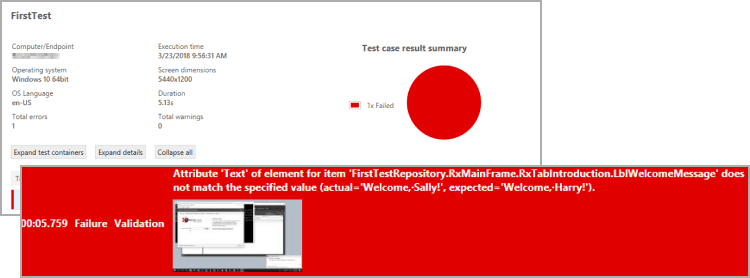 FirstTest
Computer/Endpoint
Execution time
3/23/2018 9:56:31 AM
Operating system
Windows 10 64bit
Screen dimensions
5440x1200
OS Language
en-US
Duration
5.13s
Total errors
1
Total warnings
0
Test case result summary
1x Failed
Expand test containers Expand details Collapse all
Attribute 'Text' of element for item 'FirstTestRepository.RxMainFrame.RxTabIntroduction.LblWelcomeMessage' does
not match the specified value (actual='Welcome,·Sally!', expected='Welcome,·Harry!').
00:05.759 Failure Validation